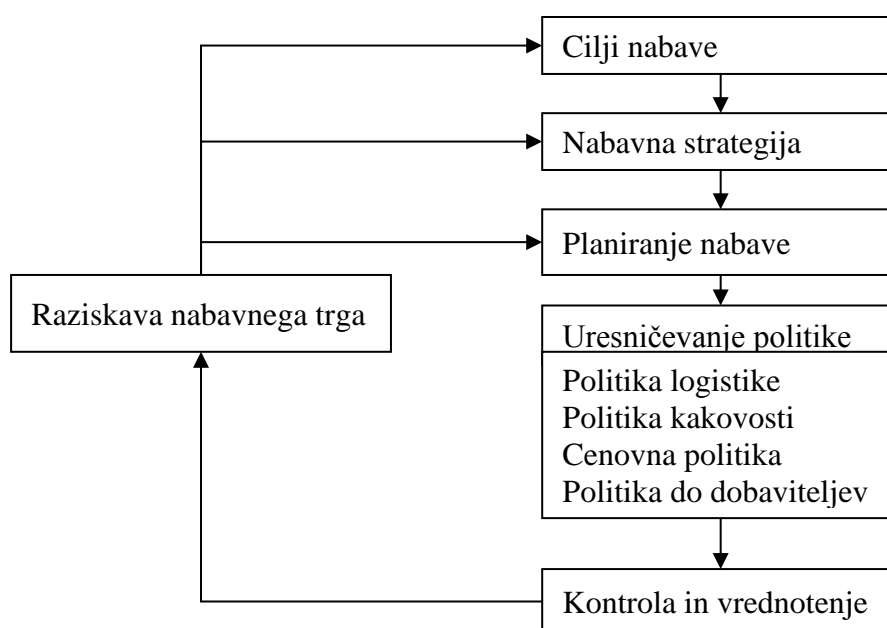 Cilji nabave
Nabavna strategija
Planiranje nabave
Raziskava nabavnega trga
Uresničevanje politike
Politika logistike
Politika kakovosti
Cenovna politika
Politika do dobaviteljev
Kontrola in vrednotenje